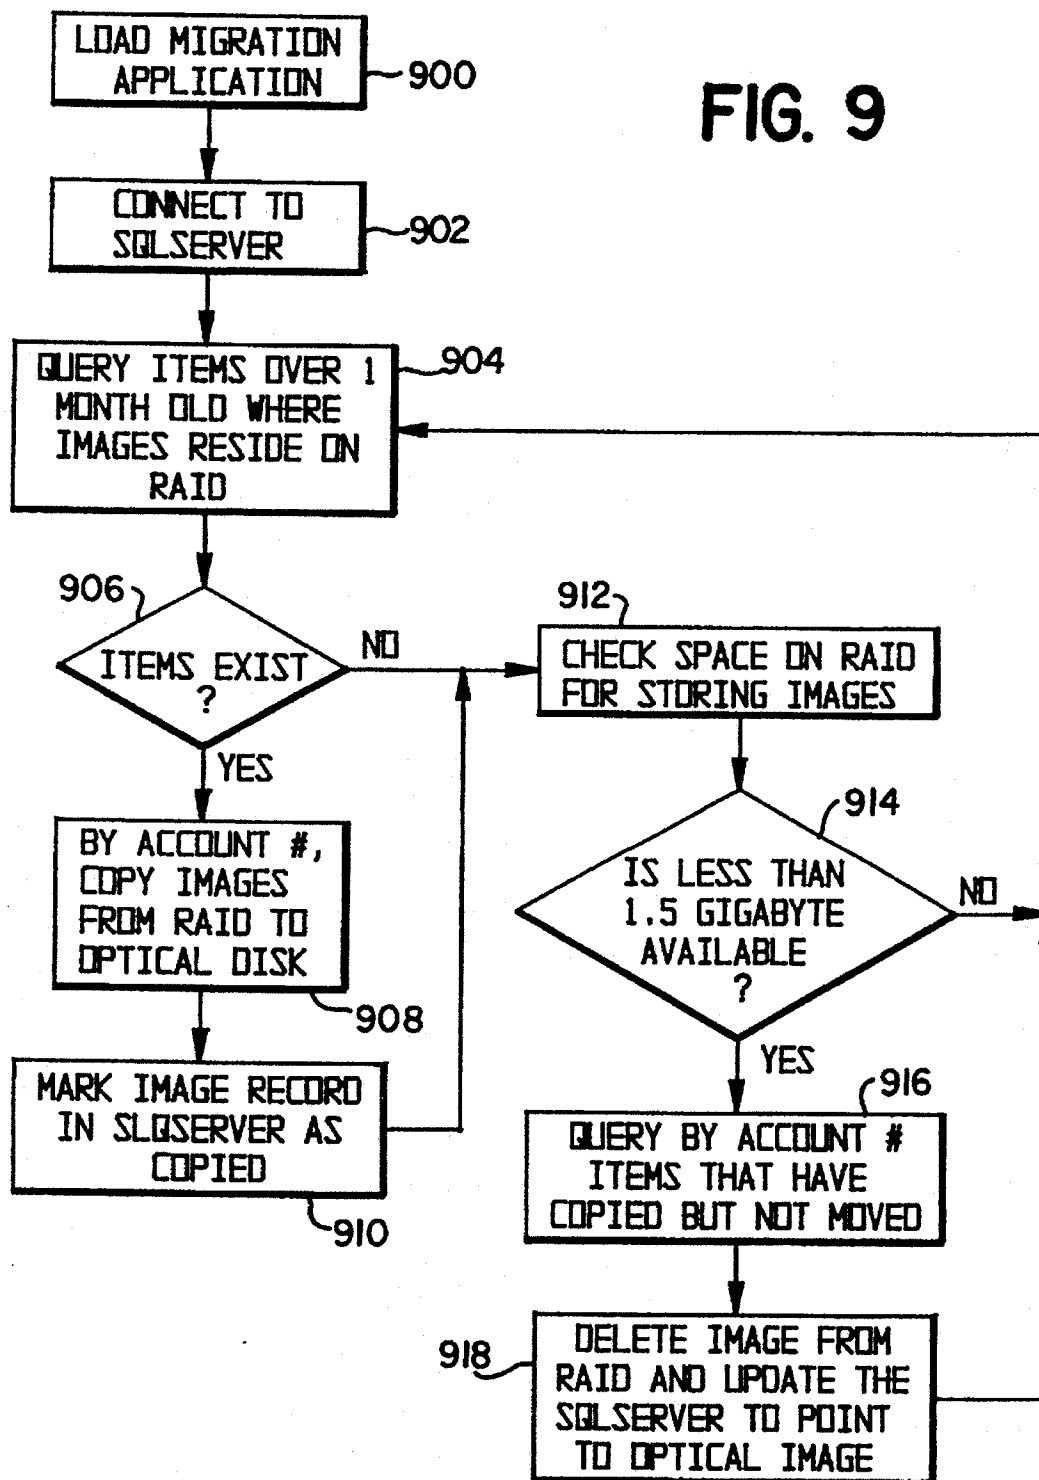 LOAD MIGRATION
APPLICATION
900
FIG. 9
CONNECT TO
SQLSERVER
902
QUERY ITEMS OVER 1
MONTH OLD WHERE
IMAGES RESIDE ON
RAID
904
906
ITEMS EXIST
?
NO
YES
BY ACCOUNT #,
COPY IMAGES
FROM RAID TO
OPTICAL DISK
908
MARK IMAGE RECORD
IN SLQSERVER AS
COPIED
910
912
CHECK SPACE ON RAID
FOR STORING IMAGES
914
IS LESS THAN
1.5 GIGABYTE
AVAILABLE
?
NO
YES
916
QUERY BY ACCOUNT #
ITEMS THAT HAVE
COPIED BUT NOT MOVED
918
DELETE IMAGE FROM
RAID AND UPDATE THE
SQLSERVER TO POINT
TO OPTICAL IMAGE